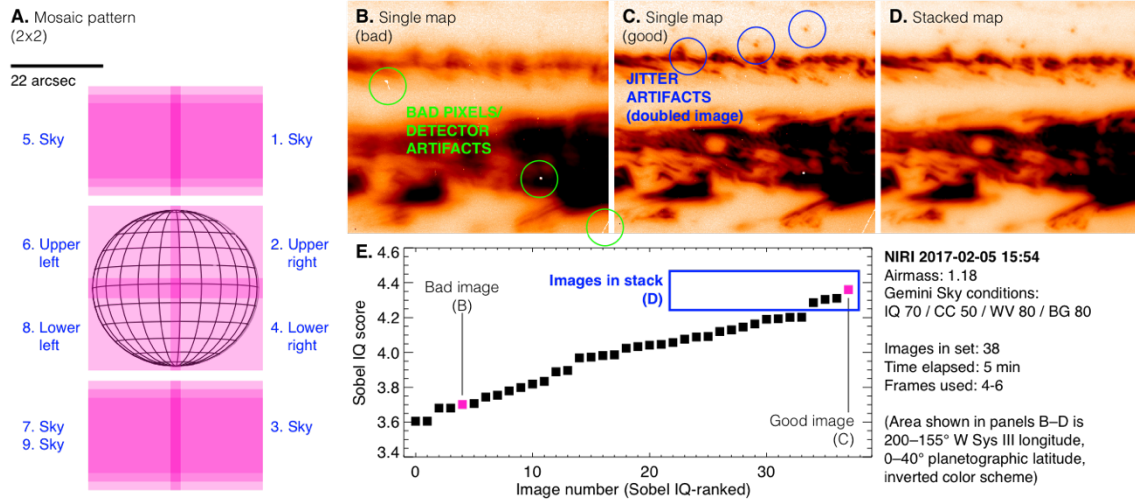 A. Mosaic pattern
(2x2)
22 arcsec
5. Sky
1. Sky
6. Upper
left
2. Upper
right
8. Lower
left
4. Lower
right
7. Sky
9. Sky
3. Sky
B. Single map
(bad)
BAD PIXELS/
DETECTOR
ARTIFACTS
C. Single map
(good)
JITTER
ARTIFACTS
(doubled image)
D. Stacked map
E.
4.6
4.4
4.2
4.0
3.8
3.6
3.4
Sobel IQ score
Bad image
(B)
Images in stack
(D)
Good image
(C)
0
10
20
30
Image number (Sobel IQ-ranked)
NIRI 2017-02-05 15:54
Airmass: 1.18
Gemini Sky conditions:
IQ 70 / CC 50 / WV 80 / BG 80
Images in set: 38
Time elapsed: 5 min
Frames used: 4-6
(Area shown in panels B–D is
200–155° W Sys III longitude,
0–40° planetographic latitude,
inverted color scheme)